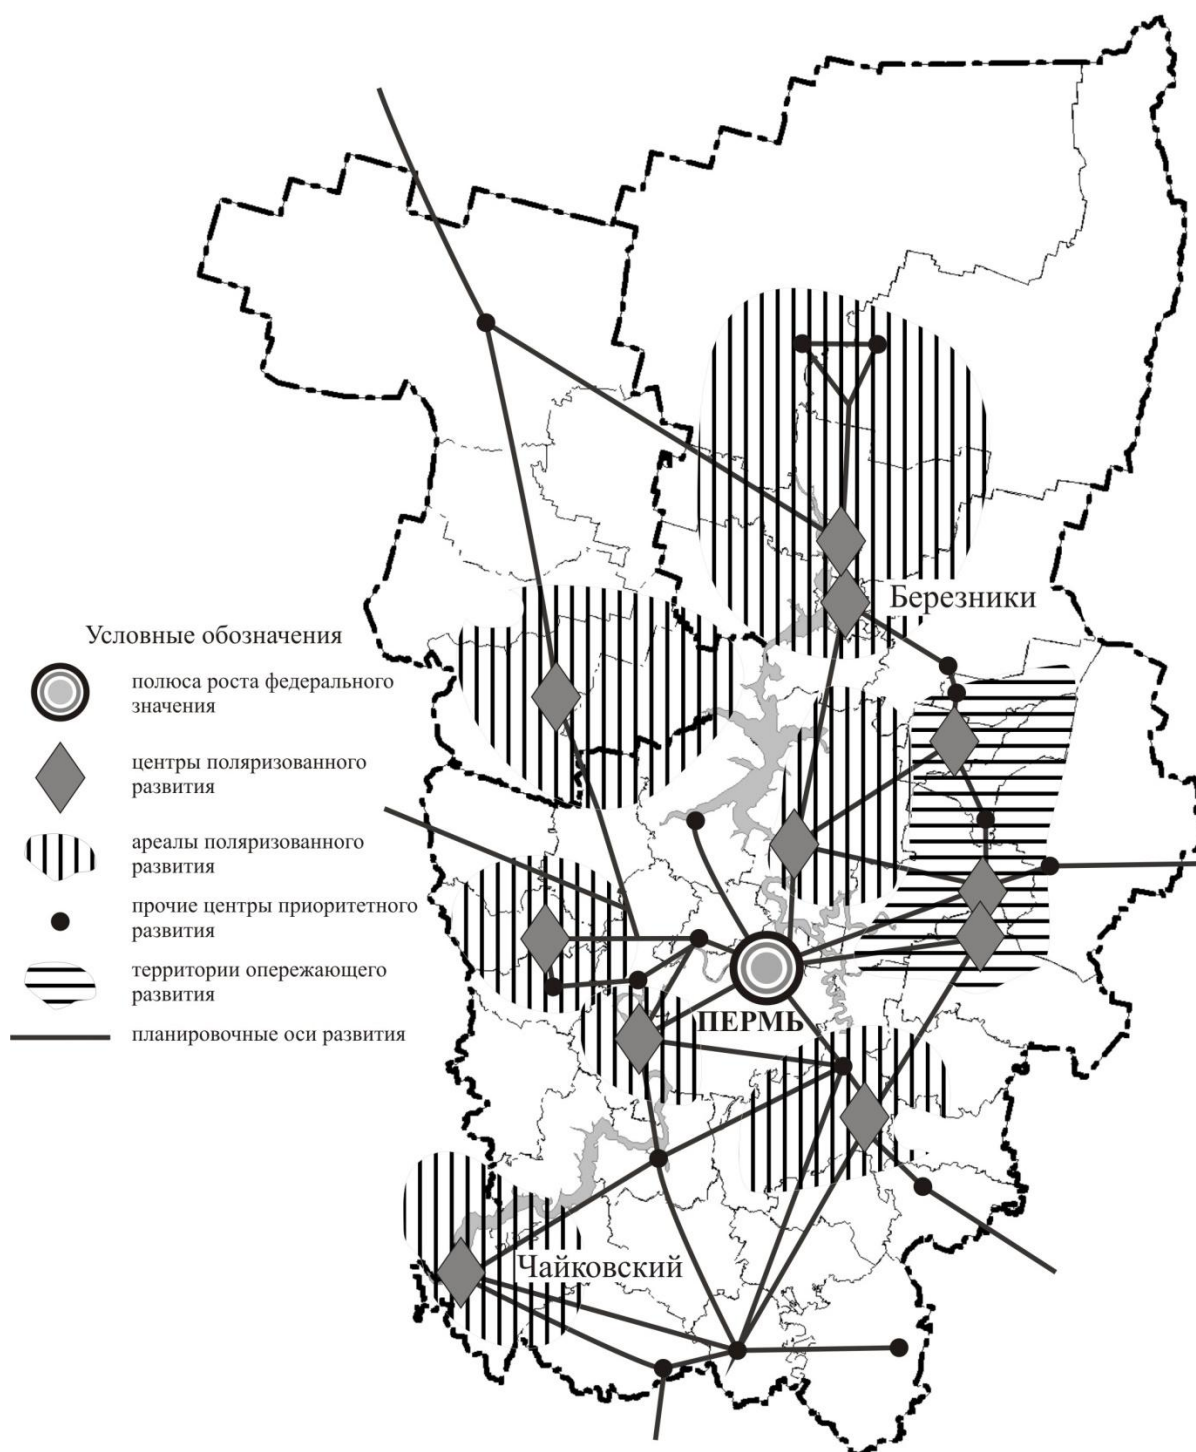 Березники
Условные обозначения
полюса роста федерального
значения
центры поляризованного
развития
ареалы поляризованного
развития
прочие центры приоритетного
развития
территории опережающего
развития
планировочные оси развития
ПЕРМЬ
Чайковский